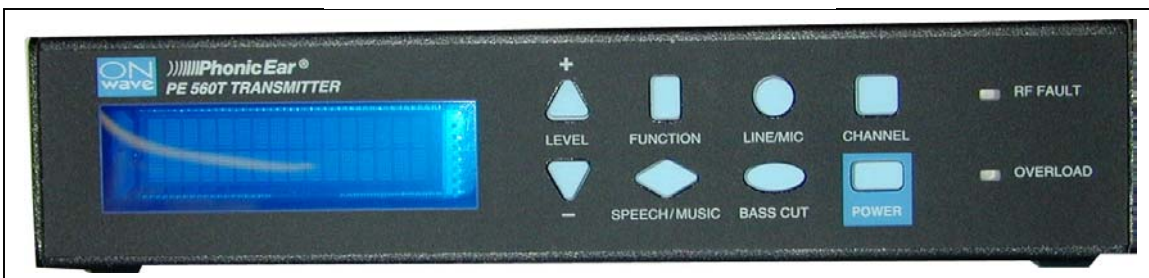 ON
wave
PhonicEar®
PE 560T TRANSMITTER
+
LEVEL
FUNCTION
LINE/MIC
CHANNEL
RF FAULT
−
SPEECH/MUSIC
BASS CUT
POWER
OVERLOAD